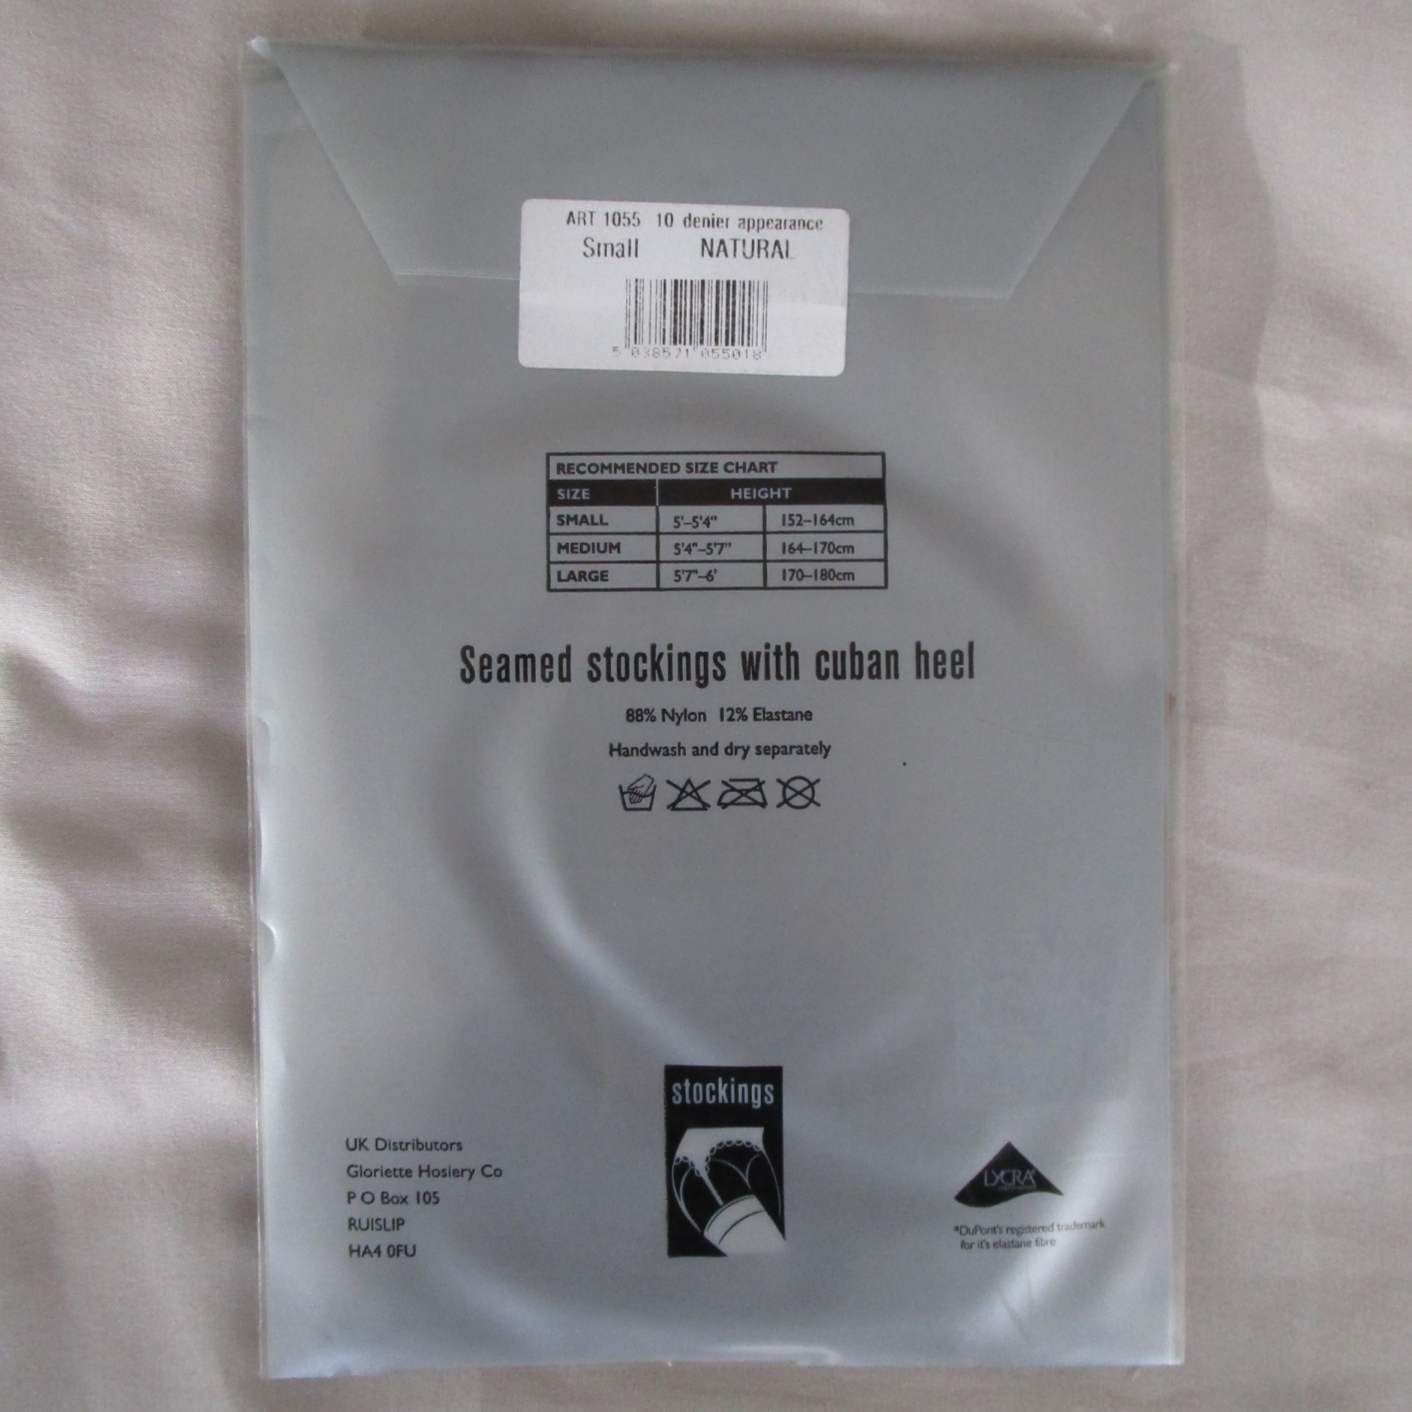 ART 1055 10 denier appearance
Small NATURAL
5 038571 055018
RECOMMENDED SIZE CHART
SIZE HEIGHT
SMALL 5'–5'4" 152–164cm
MEDIUM 5'4"–5'7" 164–170cm
LARGE 5'7"–6' 170–180cm
Seamed stockings with cuban heel
88% Nylon 12% Elastane
Handwash and dry separately
stockings
UK Distributors
Gloriette Hosiery Co
P O Box 105
RUISLIP
HA4 0FU
LYCRA®
*DuPont's registered trademark
for it's elastane fibre